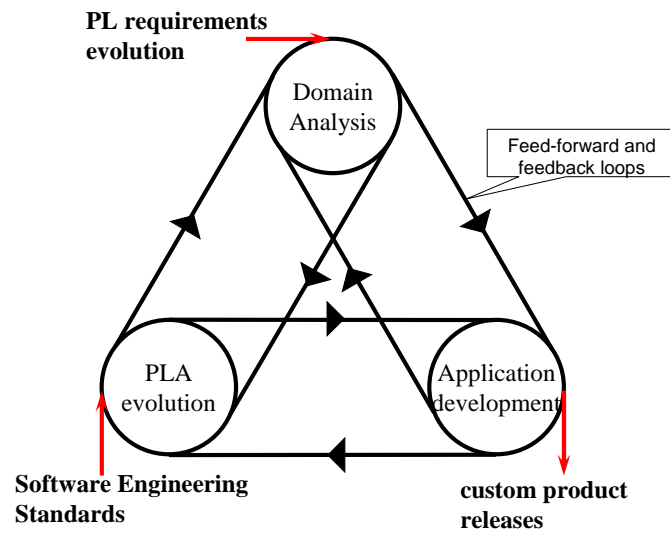 PL requirements
evolution
Domain
Analysis
Feed-forward and
feedback loops
PLA
evolution
Application
development
Software Engineering
Standards
custom product
releases